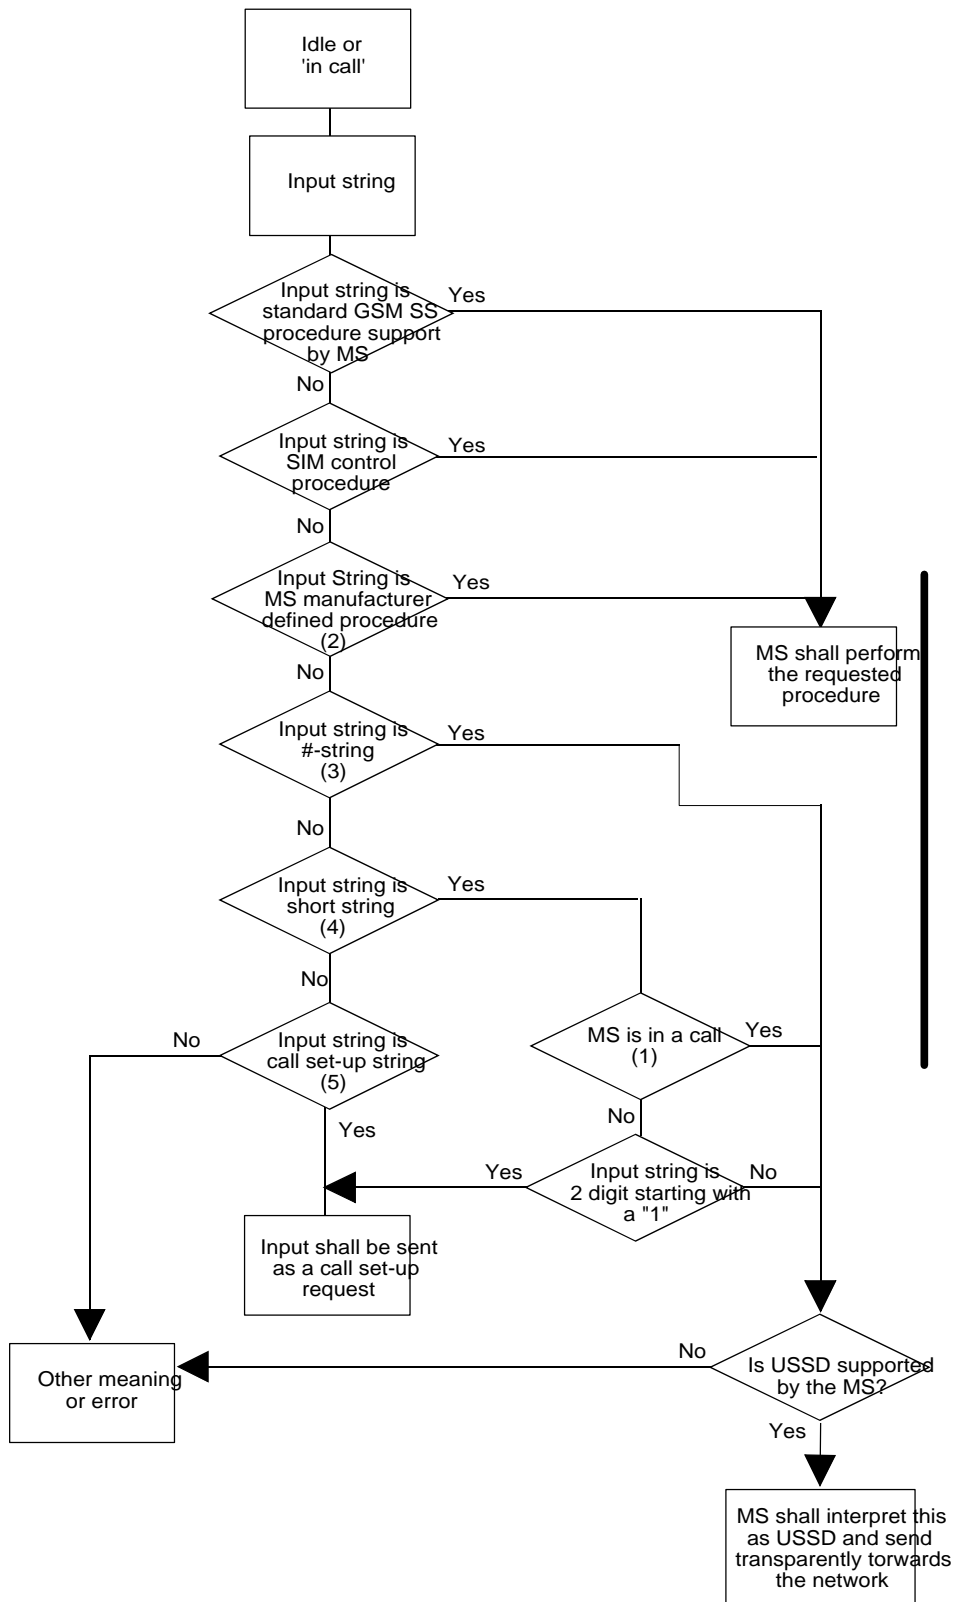 Idle or
'in call'
Input string
Input string is
standard GSM SS
procedure support
by MS
Yes
No
Input string is
SIM control
procedure
Yes
No
Input String is
MS manufacturer
defined procedure
(2)
Yes
No
MS shall perform
the requested
procedure
Input string is
#-string
(3)
Yes
No
Input string is
short string
(4)
Yes
No
MS is in a call
(1)
Yes
No
Input string is
call set-up string
(5)
No
Yes
Input string is
2 digit starting with
a "1"
Yes
No
Input shall be sent
as a call set-up
request
Other meaning
or error
Is USSD supported
by the MS?
No
Yes
MS shall interpret this
as USSD and send
transparently torwards
the network